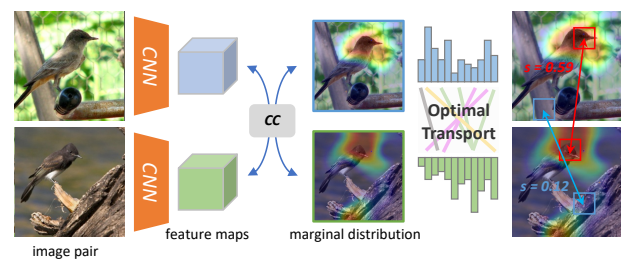 CNN
CNN
cc
Optimal
Transport
s = 0.59
s = 0.12
image pair
feature maps
marginal distribution